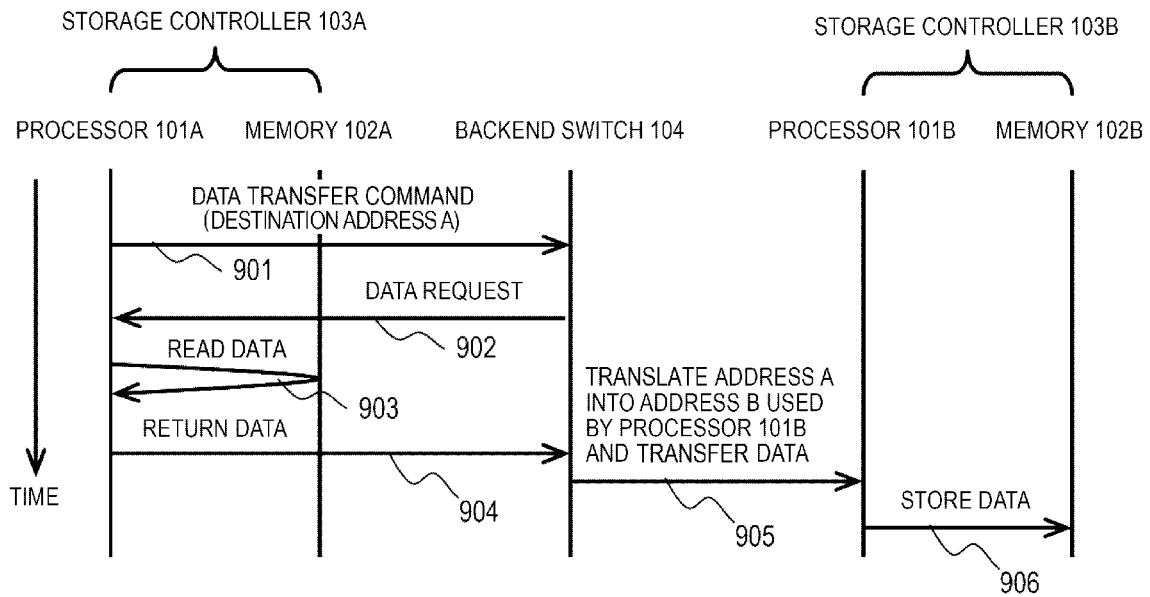 STORAGE CONTROLLER 103A
STORAGE CONTROLLER 103B
PROCESSOR 101A
MEMORY 102A
BACKEND SWITCH 104
PROCESSOR 101B
MEMORY 102B
DATA TRANSFER COMMAND
(DESTINATION ADDRESS A)
901
DATA REQUEST
902
READ DATA
903
RETURN DATA
904
TRANSLATE ADDRESS A
INTO ADDRESS B USED
BY PROCESSOR 101B
AND TRANSFER DATA
905
STORE DATA
906
TIME